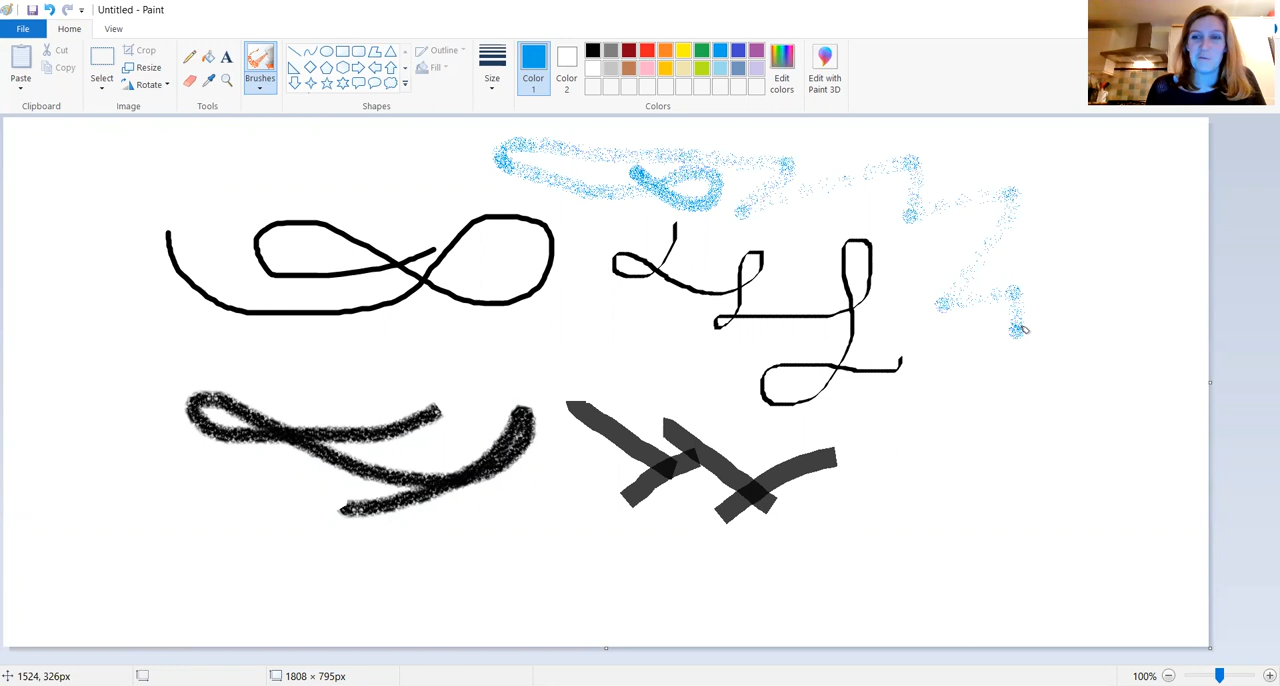 Untitled - Paint
File Home View
Paste Cut Copy
Clipboard
Select Crop Resize Rotate
Image
A
Tools
Brushes
Outline Fill
Shapes
Size
Color 1
Color 2
Edit colors
Edit with Paint 3D
Colors
1524, 326px
1808 × 795px
100%